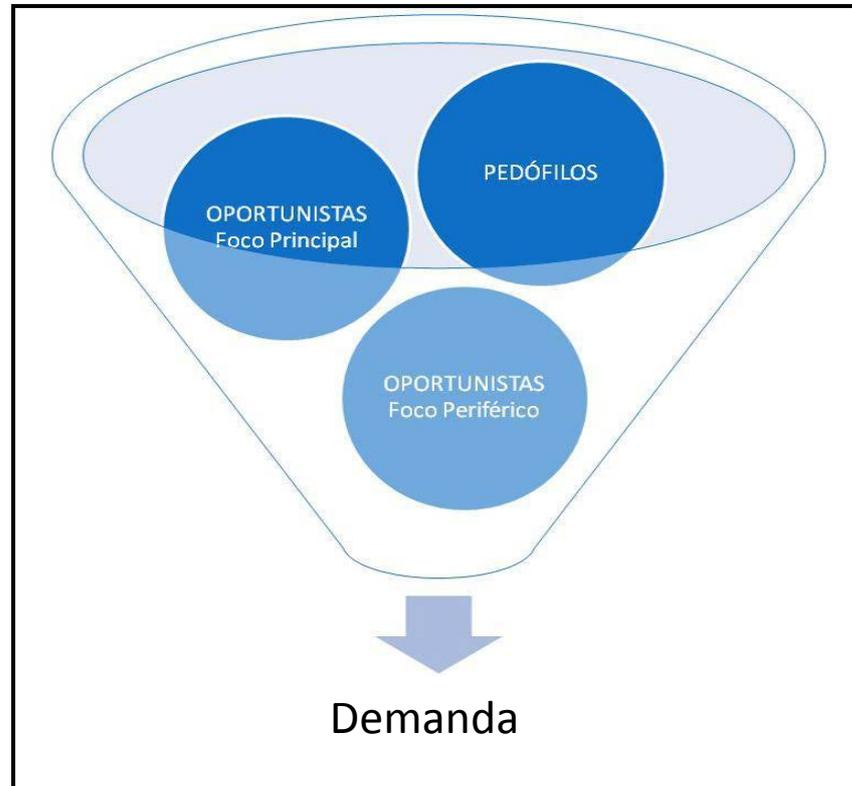 PEDÓFILOS
OPORTUNISTAS
Foco Principal
OPORTUNISTAS
Foco Periférico
Demanda